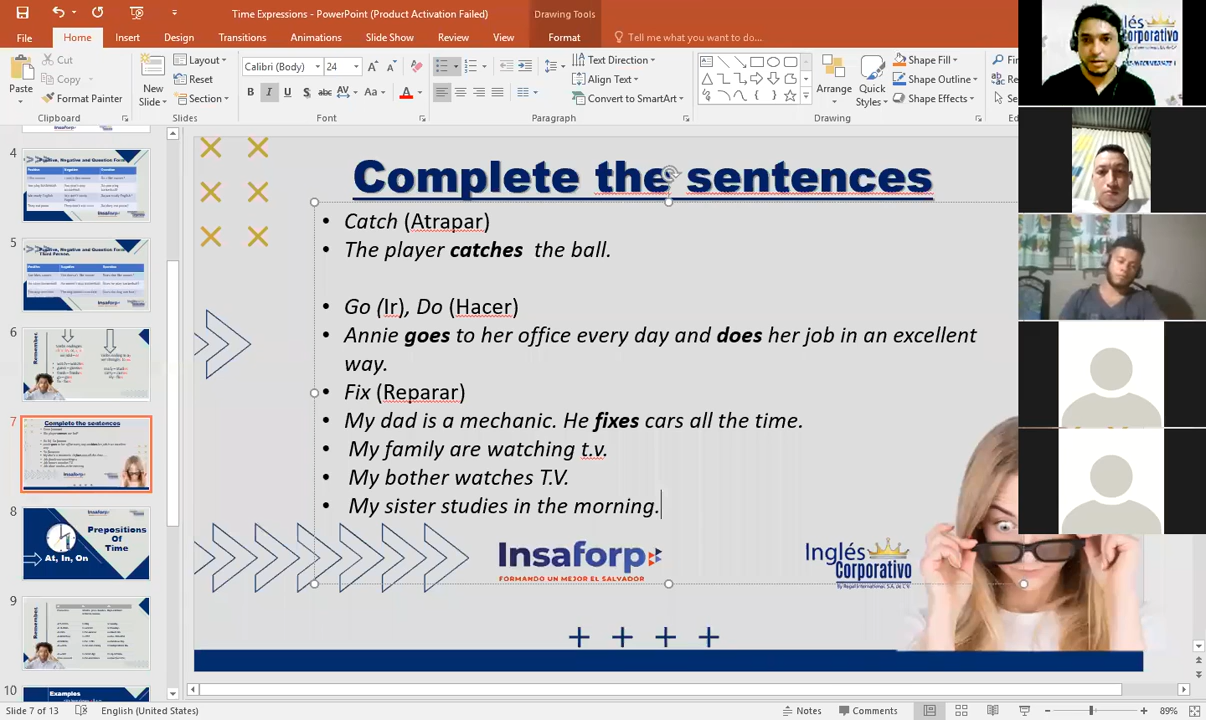 Time Expressions - PowerPoint (Product Activation Failed)
Drawing Tools
File
Home
Insert
Design
Transitions
Animations
Slide Show
Review
View
Format
Tell me what you want to do...
Paste
Cut
Copy
Format Painter
Clipboard
New
Slide
Layout
Reset
Section
Slides
Calibri (Body)
24
Font
Text Direction
Align Text
Convert to SmartArt
Paragraph
Arrange
Quick
Styles
Shape Fill
Shape Outline
Shape Effects
Drawing
4
5
6
Remember
7
Complete the sentences
8
Prepositions
Of
Time
At, In, On
9
Remember
10
Examples
Complete the sentences
• Catch (Atrapar)
• The player catches the ball.
• Go (Ir), Do (Hacer)
• Annie goes to her office every day and does her job in an excellent
way.
• Fix (Reparar)
• My dad is a mechanic. He fixes cars all the time.
• My family are watching t.v.
• My bother watches T.V.
• My sister studies in the morning.
Insaforp
FORMANDO UN MEJOR EL SALVADOR
Inglés
Corporativo
By Regal International, S.A. de C.V.
Slide 7 of 13
English (United States)
Notes
Comments
89%